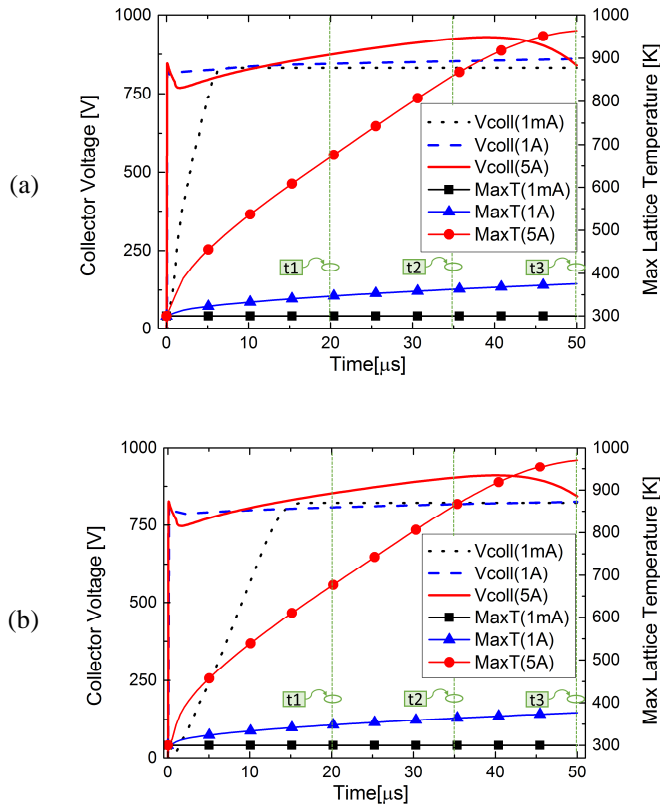 (a)
Collector Voltage [V]
1000
750
500
250
0
1000
900
800
700
600
500
400
300
Max Lattice Temperature [K]
Vcoll(1mA)
Vcoll(1A)
Vcoll(5A)
MaxT(1mA)
MaxT(1A)
MaxT(5A)
t1
t2
t3
0 10 20 30 40 50
Time[μs]
(b)
Collector Voltage [V]
1000
750
500
250
0
1000
900
800
700
600
500
400
300
Max Lattice Temperature [K]
Vcoll(1mA)
Vcoll(1A)
Vcoll(5A)
MaxT(1mA)
MaxT(1A)
MaxT(5A)
t1
t2
t3
0 10 20 30 40 50
Time[μs]